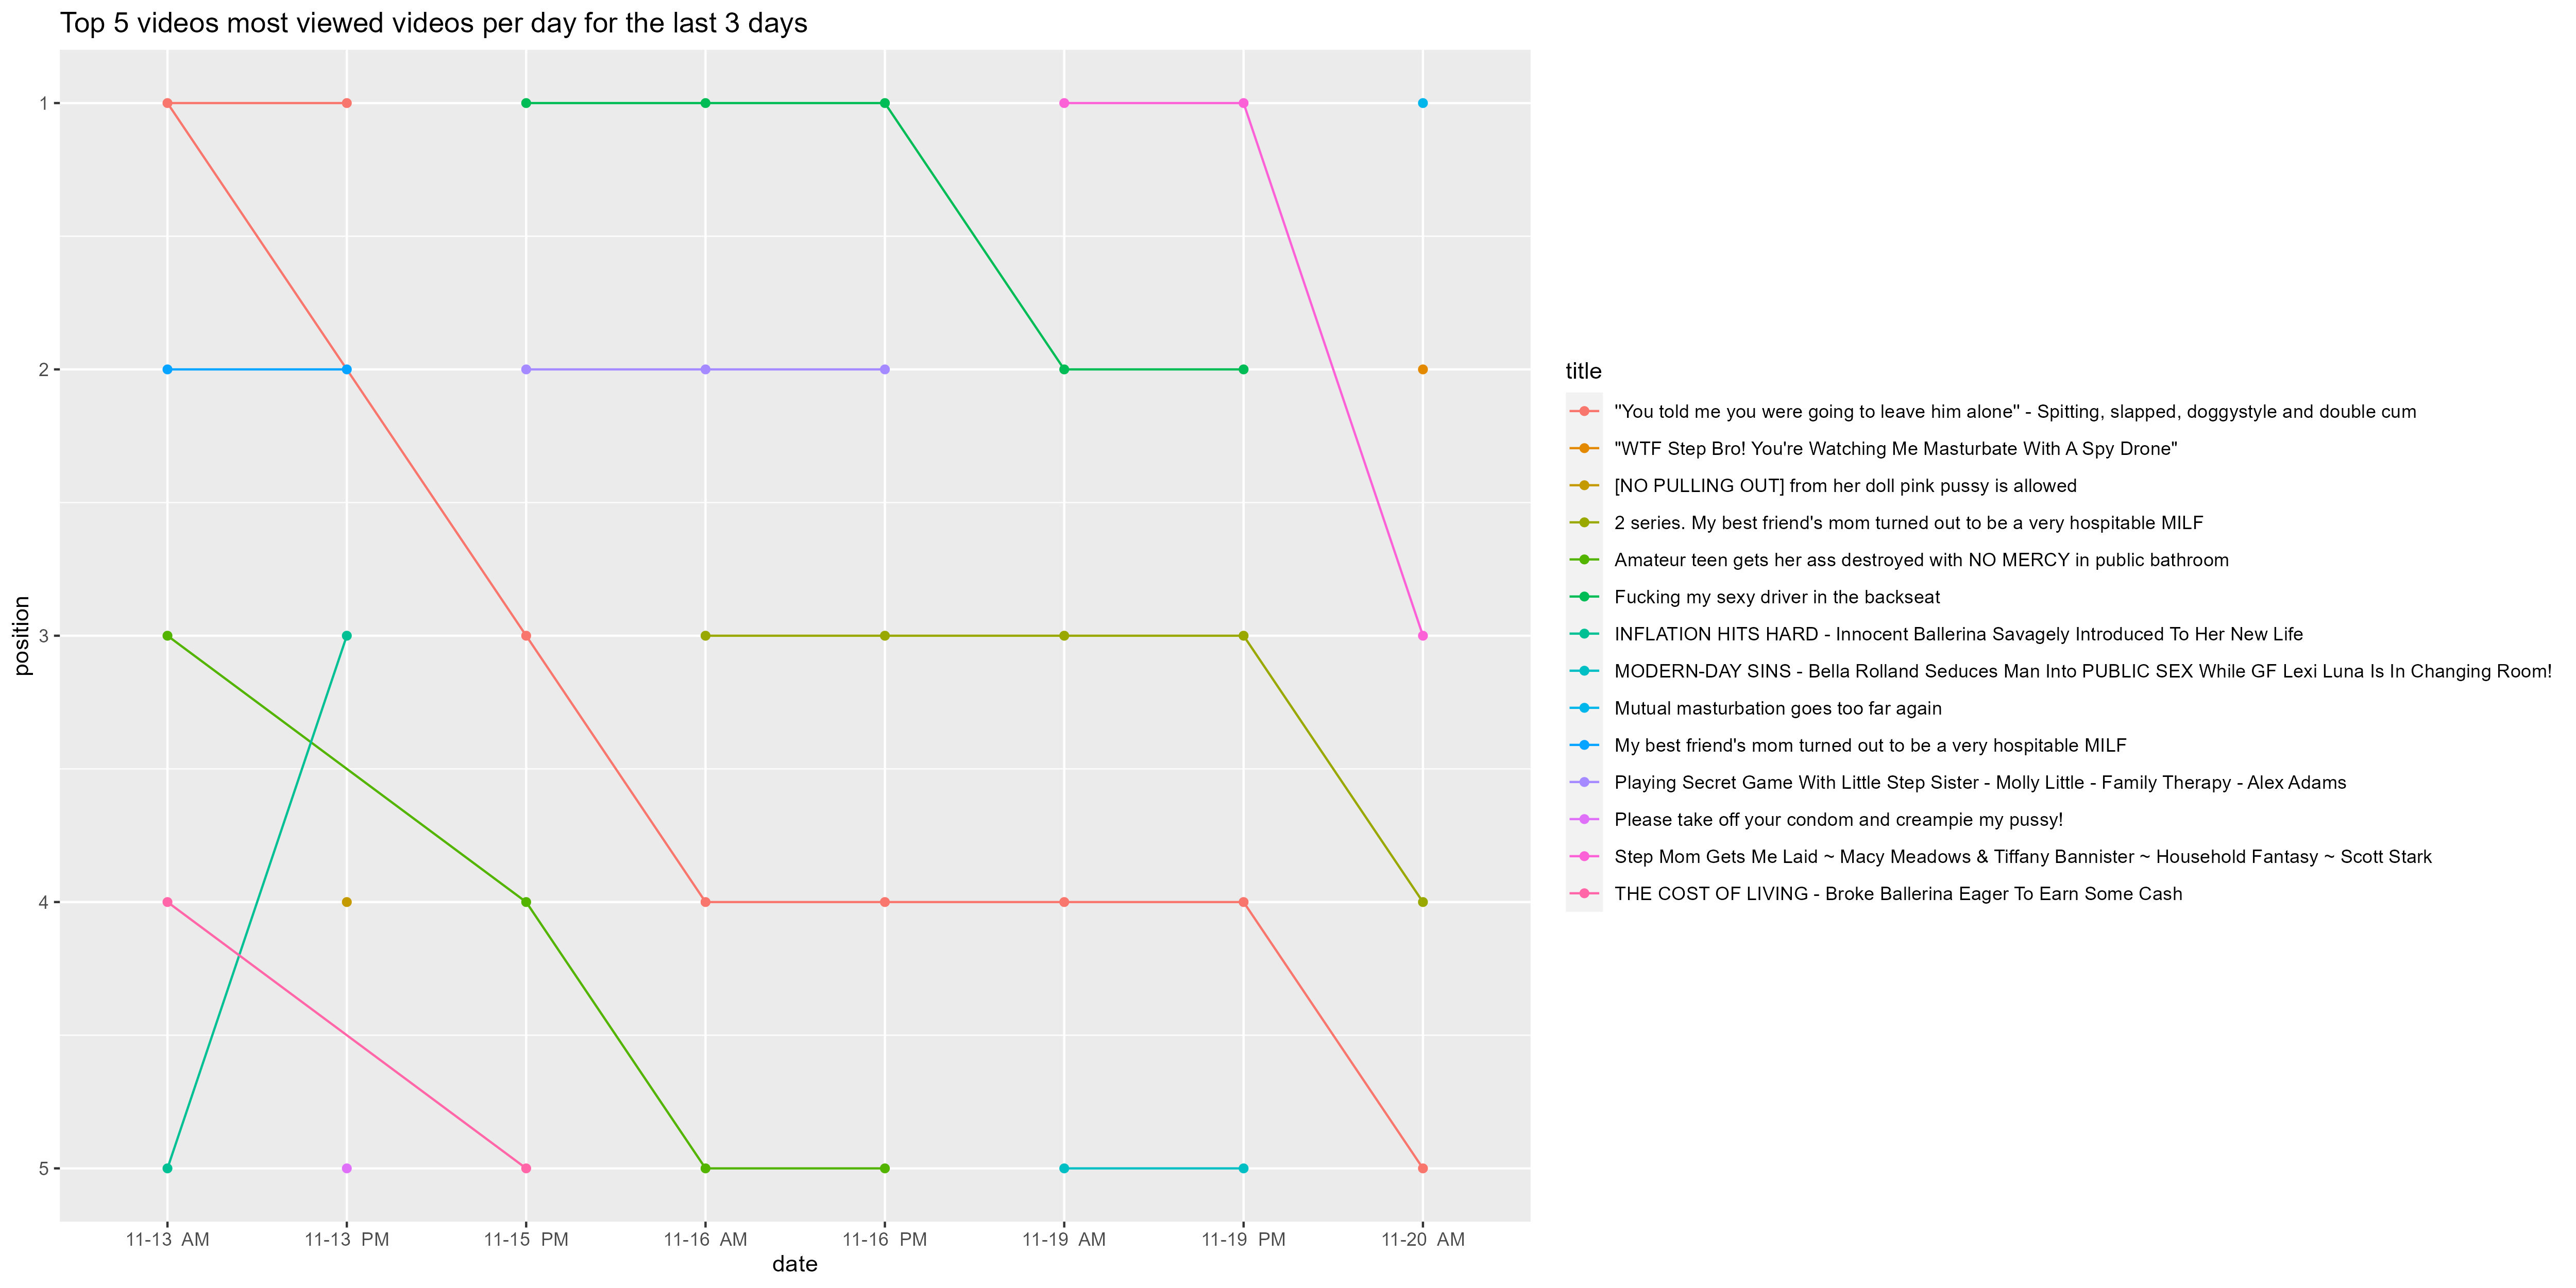 Top 5 videos most viewed videos per day for the last 3 days
position
1
2
3
4
5
11-13 AM
11-13 PM
11-15 PM
11-16 AM
11-16 PM
11-19 AM
11-19 PM
11-20 AM
date
title
"You told me you were going to leave him alone" - Spitting, slapped, doggystyle and double cum
"WTF Step Bro! You're Watching Me Masturbate With A Spy Drone"
[NO PULLING OUT] from her doll pink pussy is allowed
2 series. My best friend's mom turned out to be a very hospitable MILF
Amateur teen gets her ass destroyed with NO MERCY in public bathroom
Fucking my sexy driver in the backseat
INFLATION HITS HARD - Innocent Ballerina Savagely Introduced To Her New Life
MODERN-DAY SINS - Bella Rolland Seduces Man Into PUBLIC SEX While GF Lexi Luna Is In Changing Room!
Mutual masturbation goes too far again
My best friend's mom turned out to be a very hospitable MILF
Playing Secret Game With Little Step Sister - Molly Little - Family Therapy - Alex Adams
Please take off your condom and creampie my pussy!
Step Mom Gets Me Laid ~ Macy Meadows & Tiffany Bannister ~ Household Fantasy ~ Scott Stark
THE COST OF LIVING - Broke Ballerina Eager To Earn Some Cash